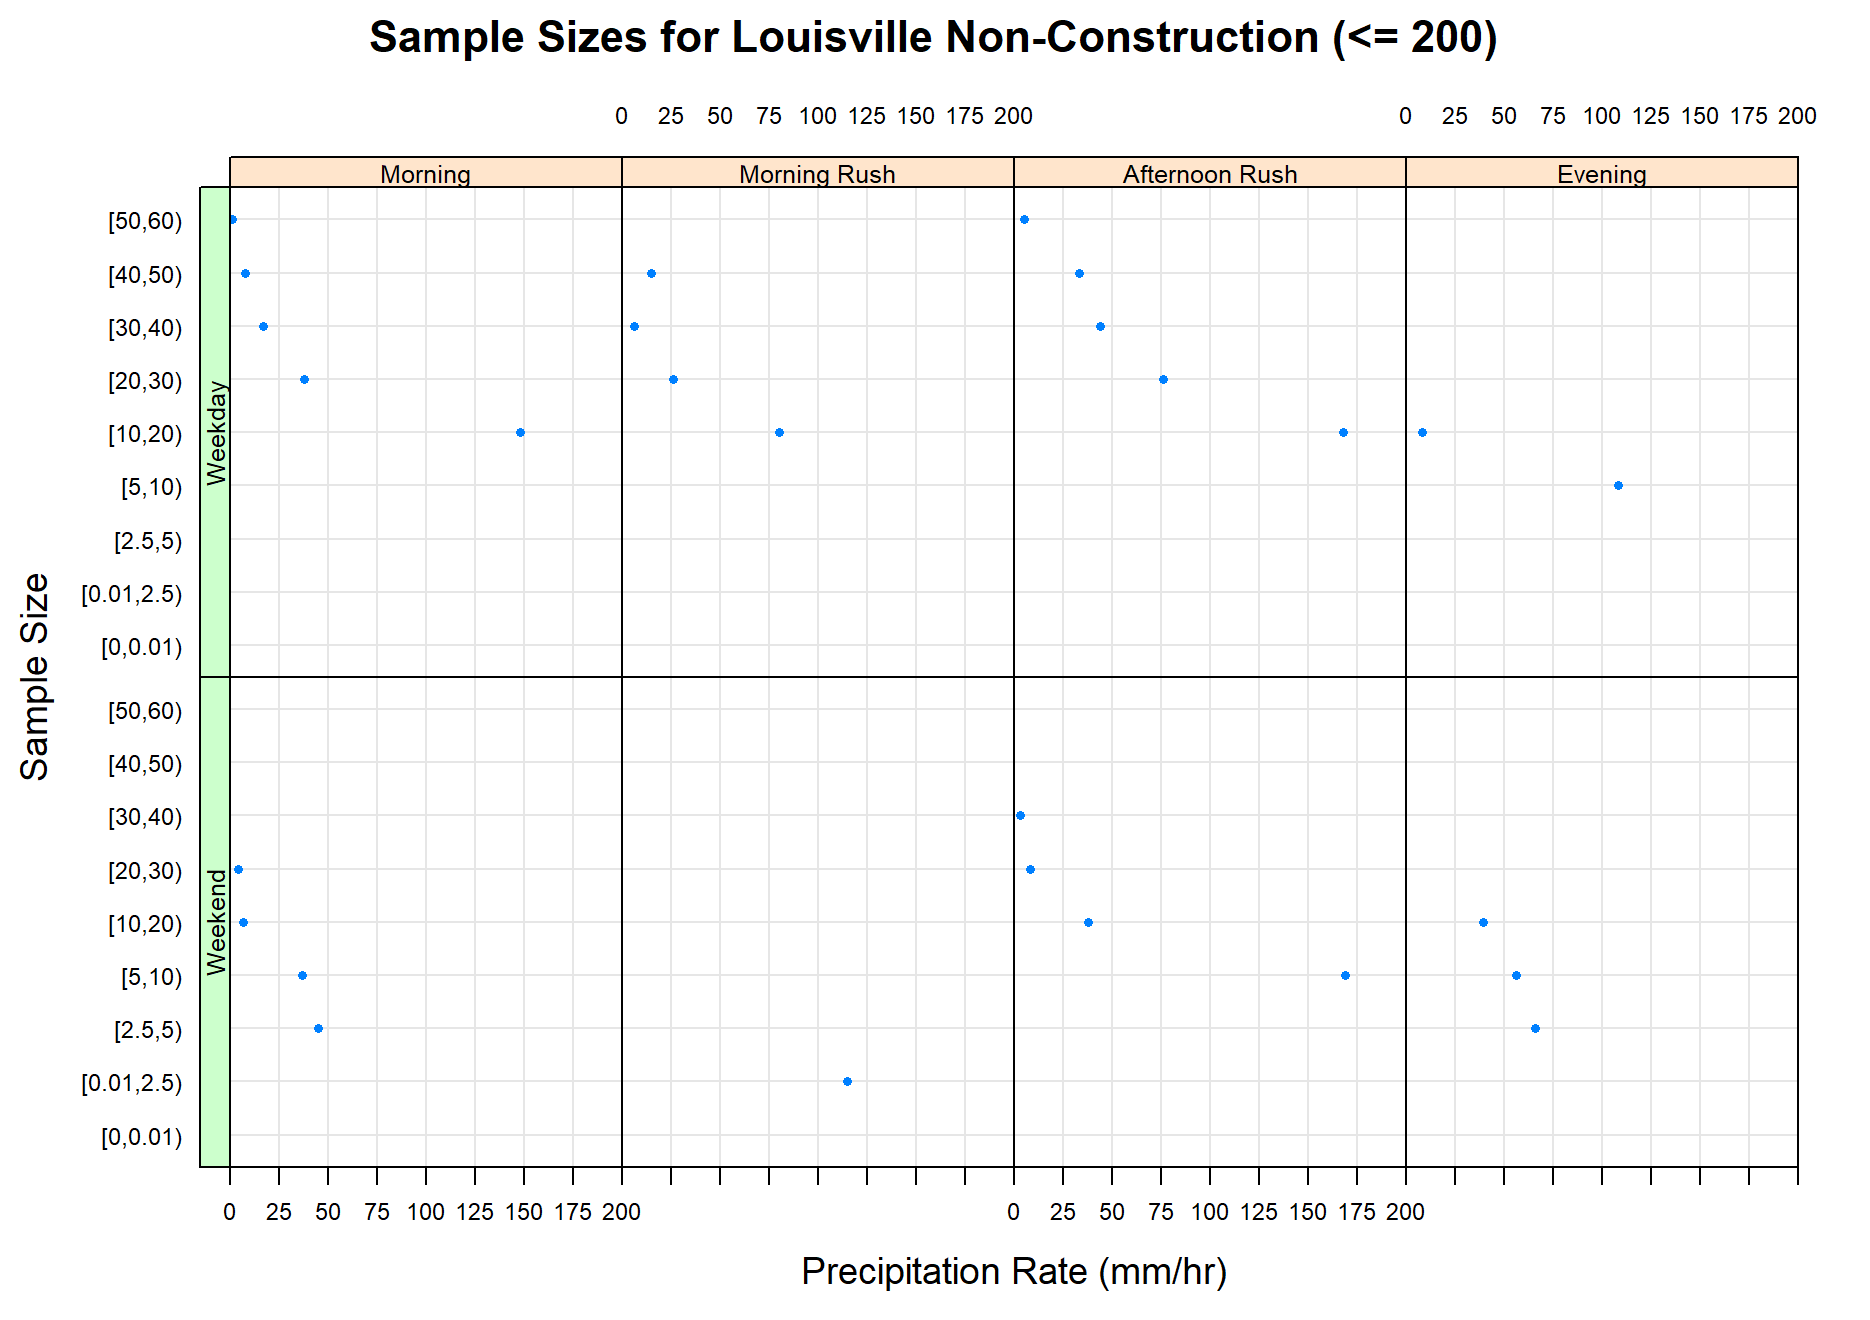 Sample Sizes for Louisville Non-Construction (<= 200)
0 25 50 75 100 125 150 175 200 0 25 50 75 100 125 150 175 200
Morning Morning Rush Afternoon Rush Evening
Weekday
[50,60)
[40,50)
[30,40)
[20,30)
[10,20)
[5,10)
[2.5,5)
[0.01,2.5)
[0,0.01)
Sample Size
Weekend
[50,60)
[40,50)
[30,40)
[20,30)
[10,20)
[5,10)
[2.5,5)
[0.01,2.5)
[0,0.01)
0 25 50 75 100 125 150 175 200 0 25 50 75 100 125 150 175 200
Precipitation Rate (mm/hr)